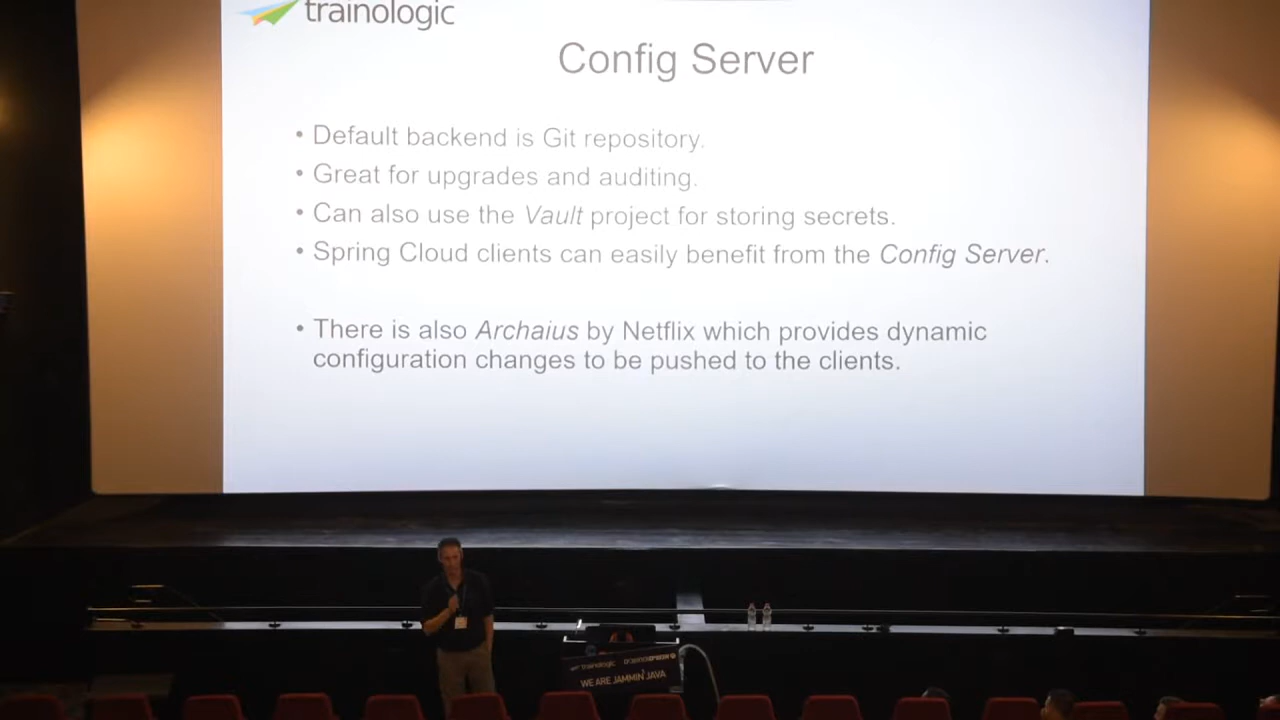 trainologic
Config Server
• Default backend is Git repository.
• Great for upgrades and auditing.
• Can also use the Vault project for storing secrets.
• Spring Cloud clients can easily benefit from the Config Server.
• There is also Archaius by Netflix which provides dynamic
configuration changes to be pushed to the clients.
trainologic
WE ARE JAMMIN' JAVA